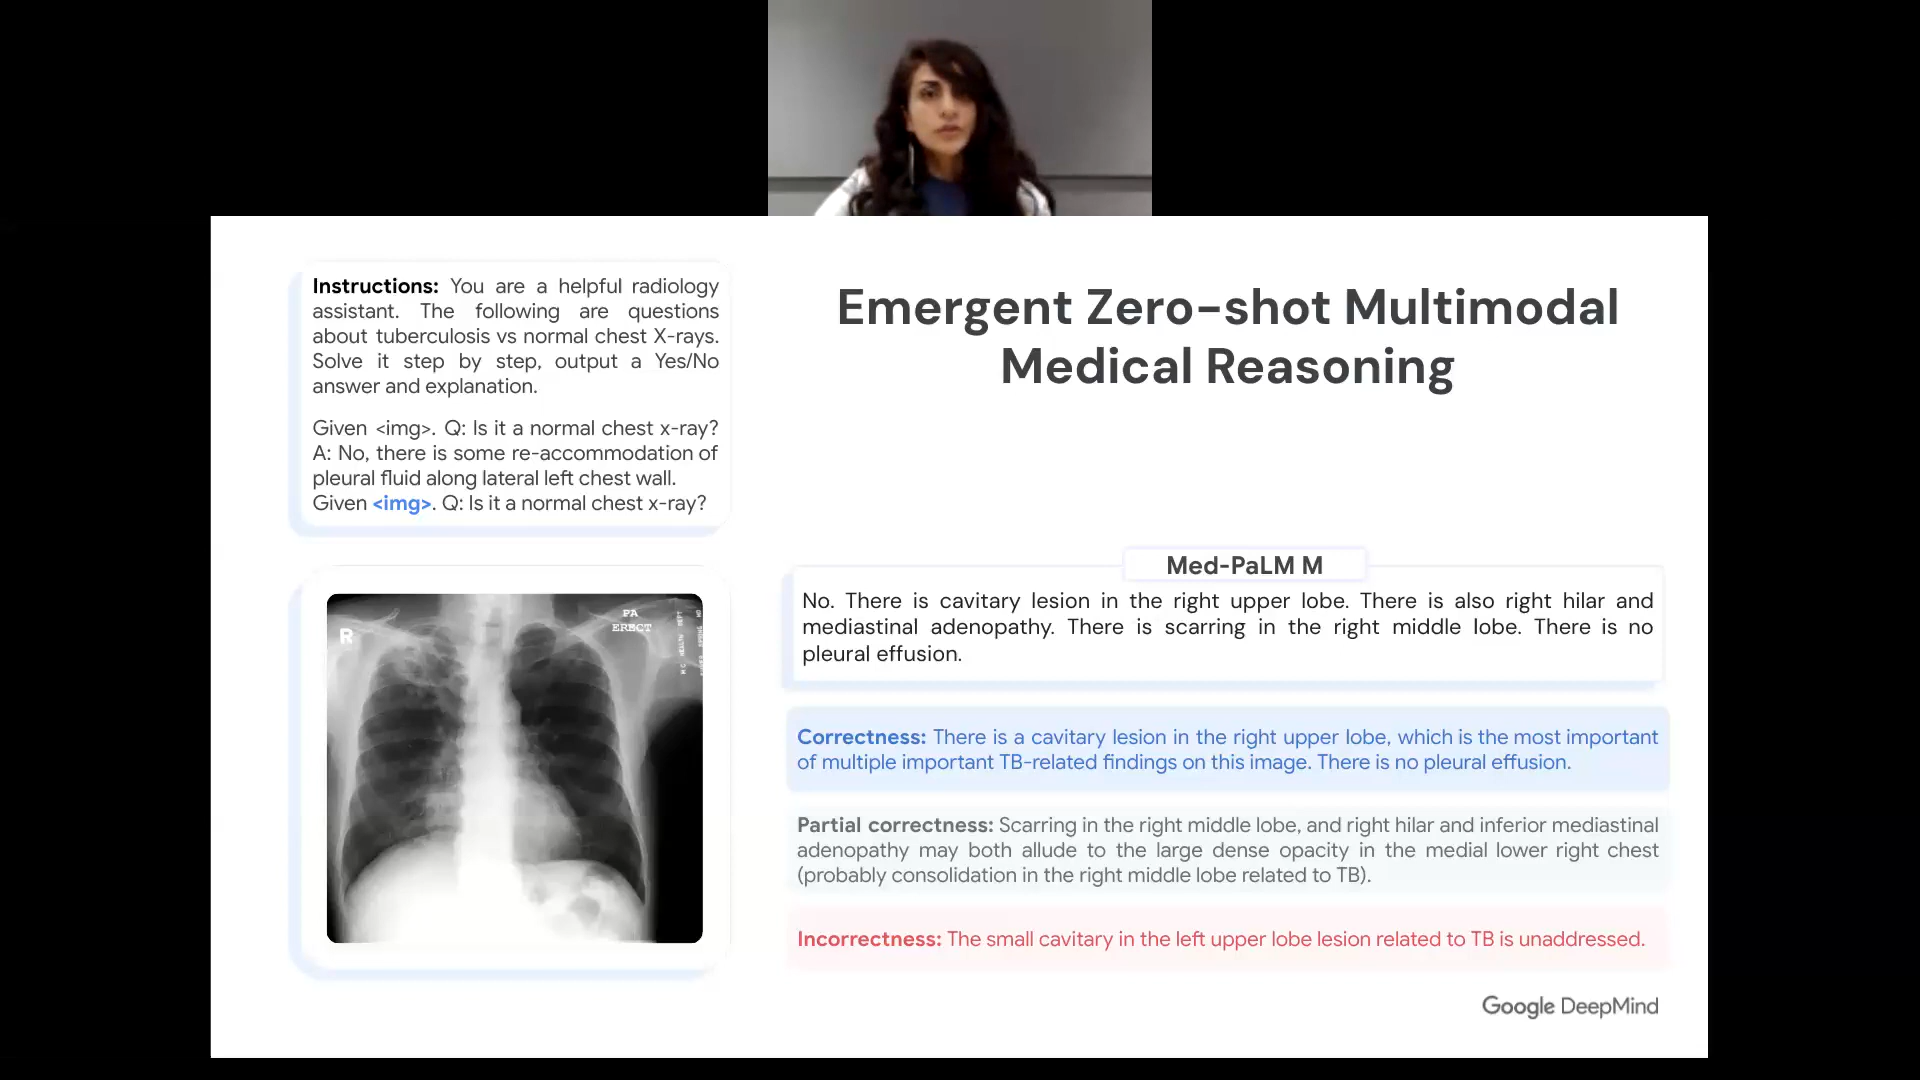 Instructions: You are a helpful radiology
assistant. The following are questions
about tuberculosis vs normal chest X-rays.
Solve it step by step, output a Yes/No
answer and explanation.
Given <img>. Q: Is it a normal chest x-ray?
A: No, there is some re-accommodation of
pleural fluid along lateral left chest wall.
Given <img>. Q: Is it a normal chest x-ray?
R
PA
ERECT
Emergent Zero-shot Multimodal
Medical Reasoning
Med-PaLM M
No. There is cavitary lesion in the right upper lobe. There is also right hilar and
mediastinal adenopathy. There is scarring in the right middle lobe. There is no
pleural effusion.
Correctness: There is a cavitary lesion in the right upper lobe, which is the most important
of multiple important TB-related findings on this image. There is no pleural effusion.
Partial correctness: Scarring in the right middle lobe, and right hilar and inferior mediastinal
adenopathy may both allude to the large dense opacity in the medial lower right chest
(probably consolidation in the right middle lobe related to TB).
Incorrectness: The small cavitary in the left upper lobe lesion related to TB is unaddressed.
Google DeepMind